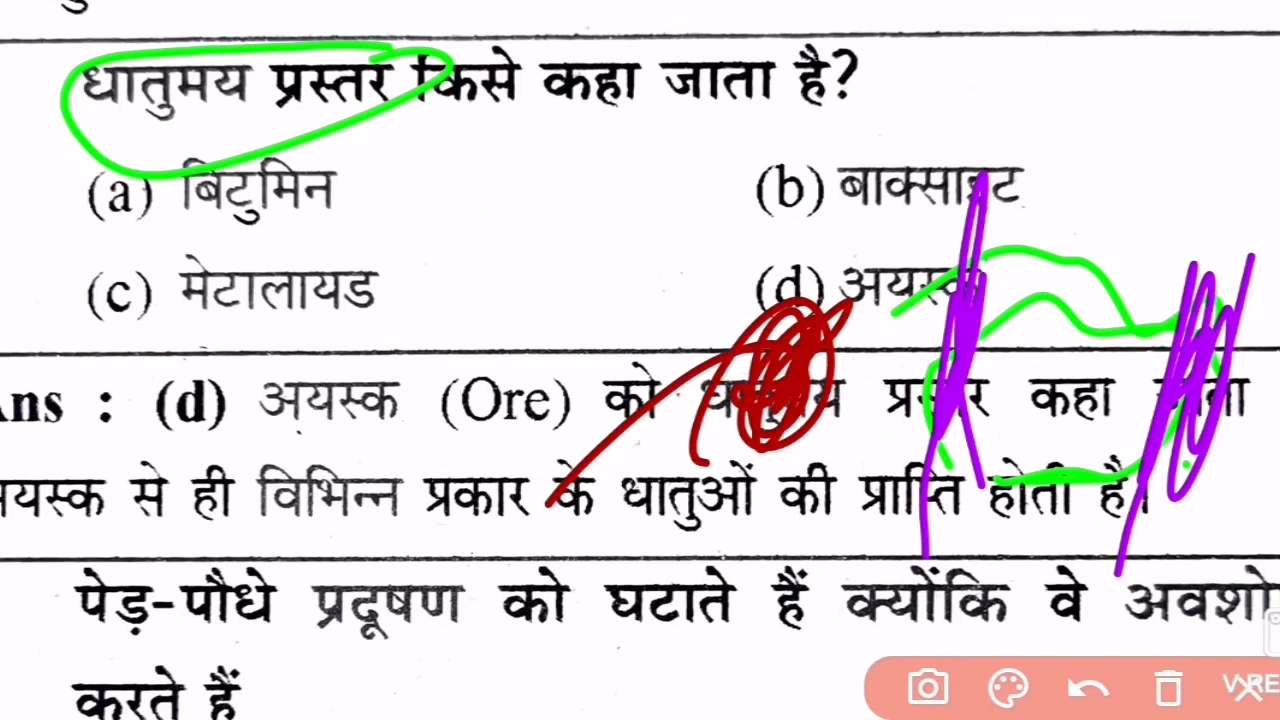 धातुमय प्रस्तर किसे कहा जाता है?
(a) बिटुमिन (b) बाक्साइट
(c) मेटालायड (d) अयस्क
Ans : (d) अयस्क (Ore) को धातुमय प्रस्तर कहा जाता
अयस्क से ही विभिन्न प्रकार के धातुओं की प्राप्ति होती है।
पेड़-पौधे प्रदूषण को घटाते हैं क्योंकि वे अवशो
करते हैं